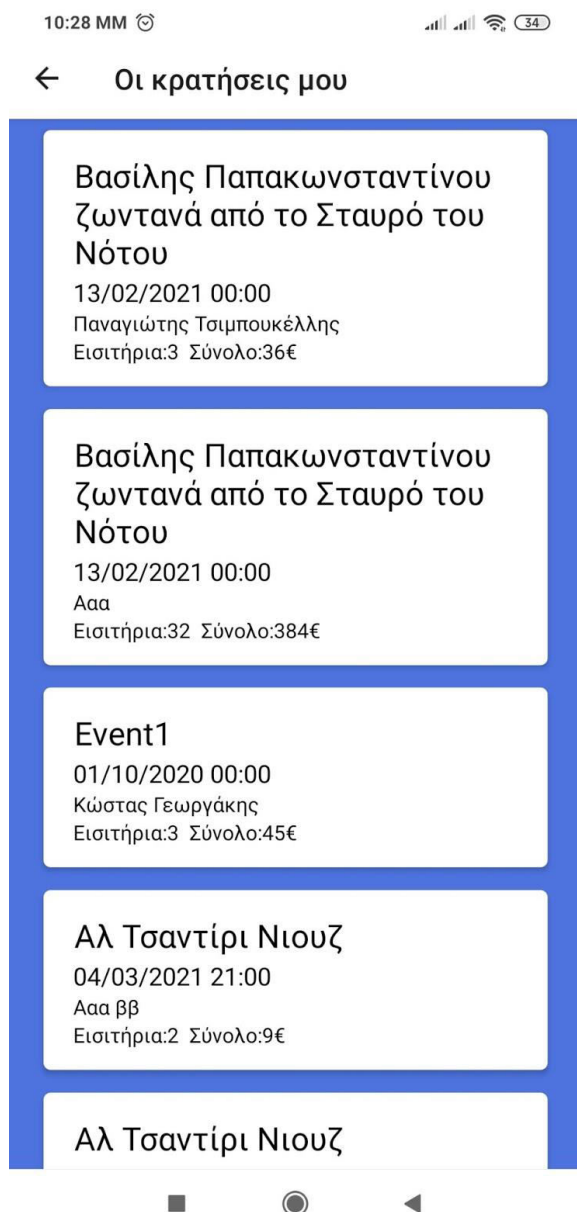 10:28 ΜΜ
34
Οι κρατήσεις μου
Βασίλης Παπακωνσταντίνου
ζωντανά από το Σταυρό του
Νότου
13/02/2021 00:00
Παναγιώτης Τσιμπουκέλλης
Εισιτήρια:3 Σύνολο:36€
Βασίλης Παπακωνσταντίνου
ζωντανά από το Σταυρό του
Νότου
13/02/2021 00:00
Ααα
Εισιτήρια:32 Σύνολο:384€
Event1
01/10/2020 00:00
Κώστας Γεωργάκης
Εισιτήρια:3 Σύνολο:45€
Αλ Τσαντίρι Νιουζ
04/03/2021 21:00
Ααα ββ
Εισιτήρια:2 Σύνολο:9€
Αλ Τσαντίρι Νιουζ